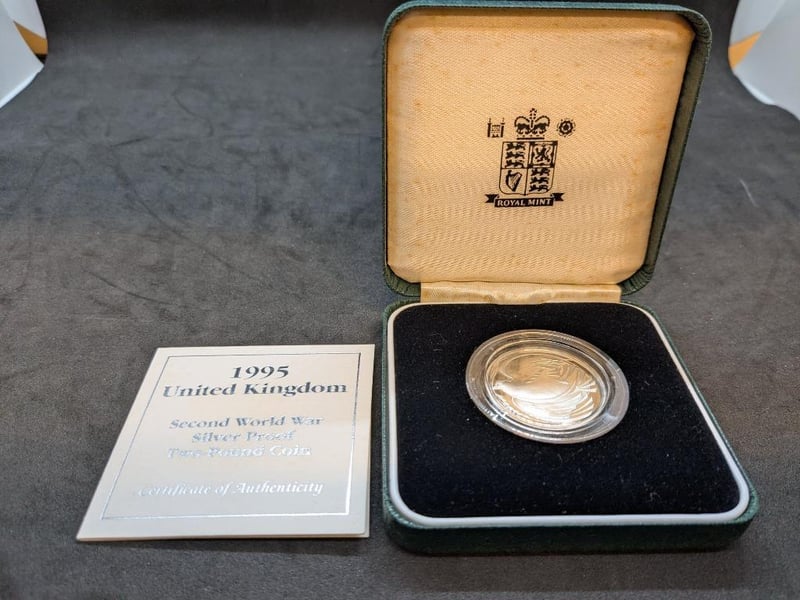 ROYAL MINT
1995
United Kingdom
Second World War
Silver Proof
Two-Pound Coin
Certificate of Authenticity